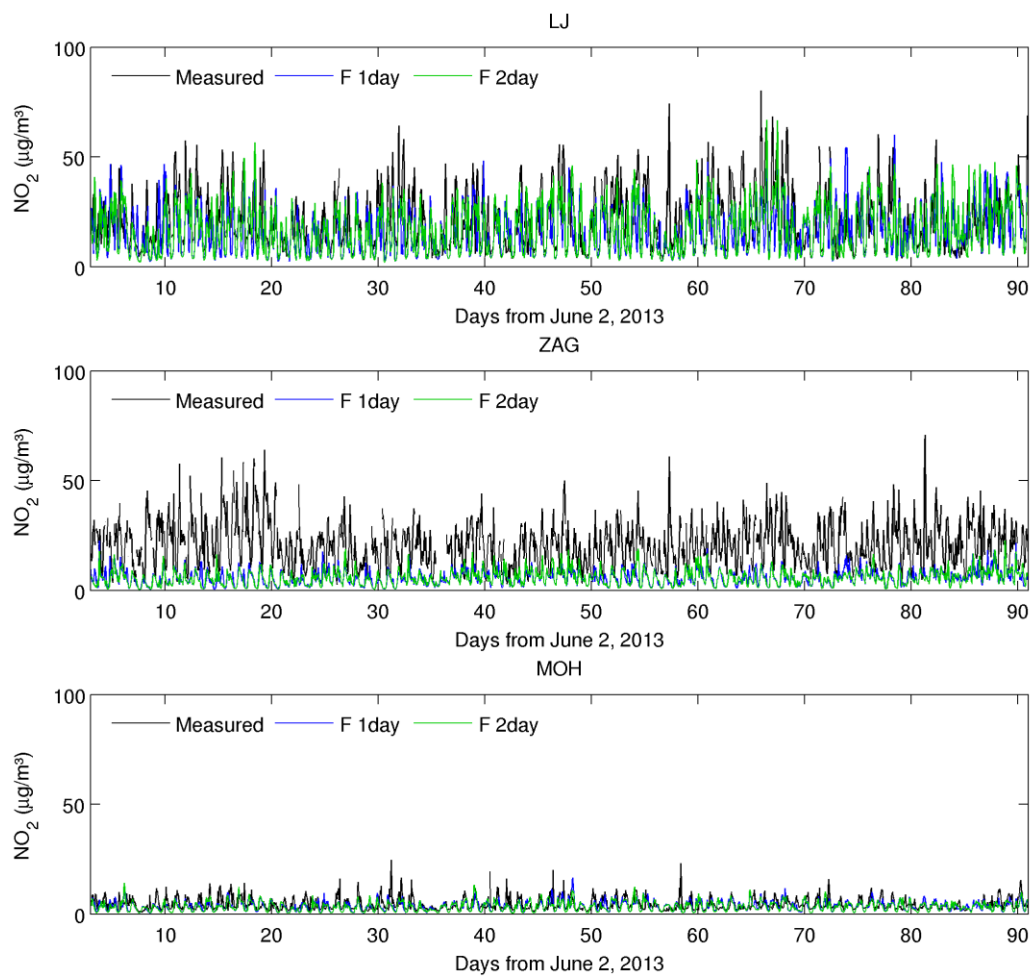 LJ
100
Measured F 1day F 2day
50
NO₂ (µg/m³)
0
10 20 30 40 50 60 70 80 90
Days from June 2, 2013
ZAG
100
Measured F 1day F 2day
50
NO₂ (µg/m³)
0
10 20 30 40 50 60 70 80 90
Days from June 2, 2013
MOH
100
Measured F 1day F 2day
50
NO₂ (µg/m³)
0
10 20 30 40 50 60 70 80 90
Days from June 2, 2013